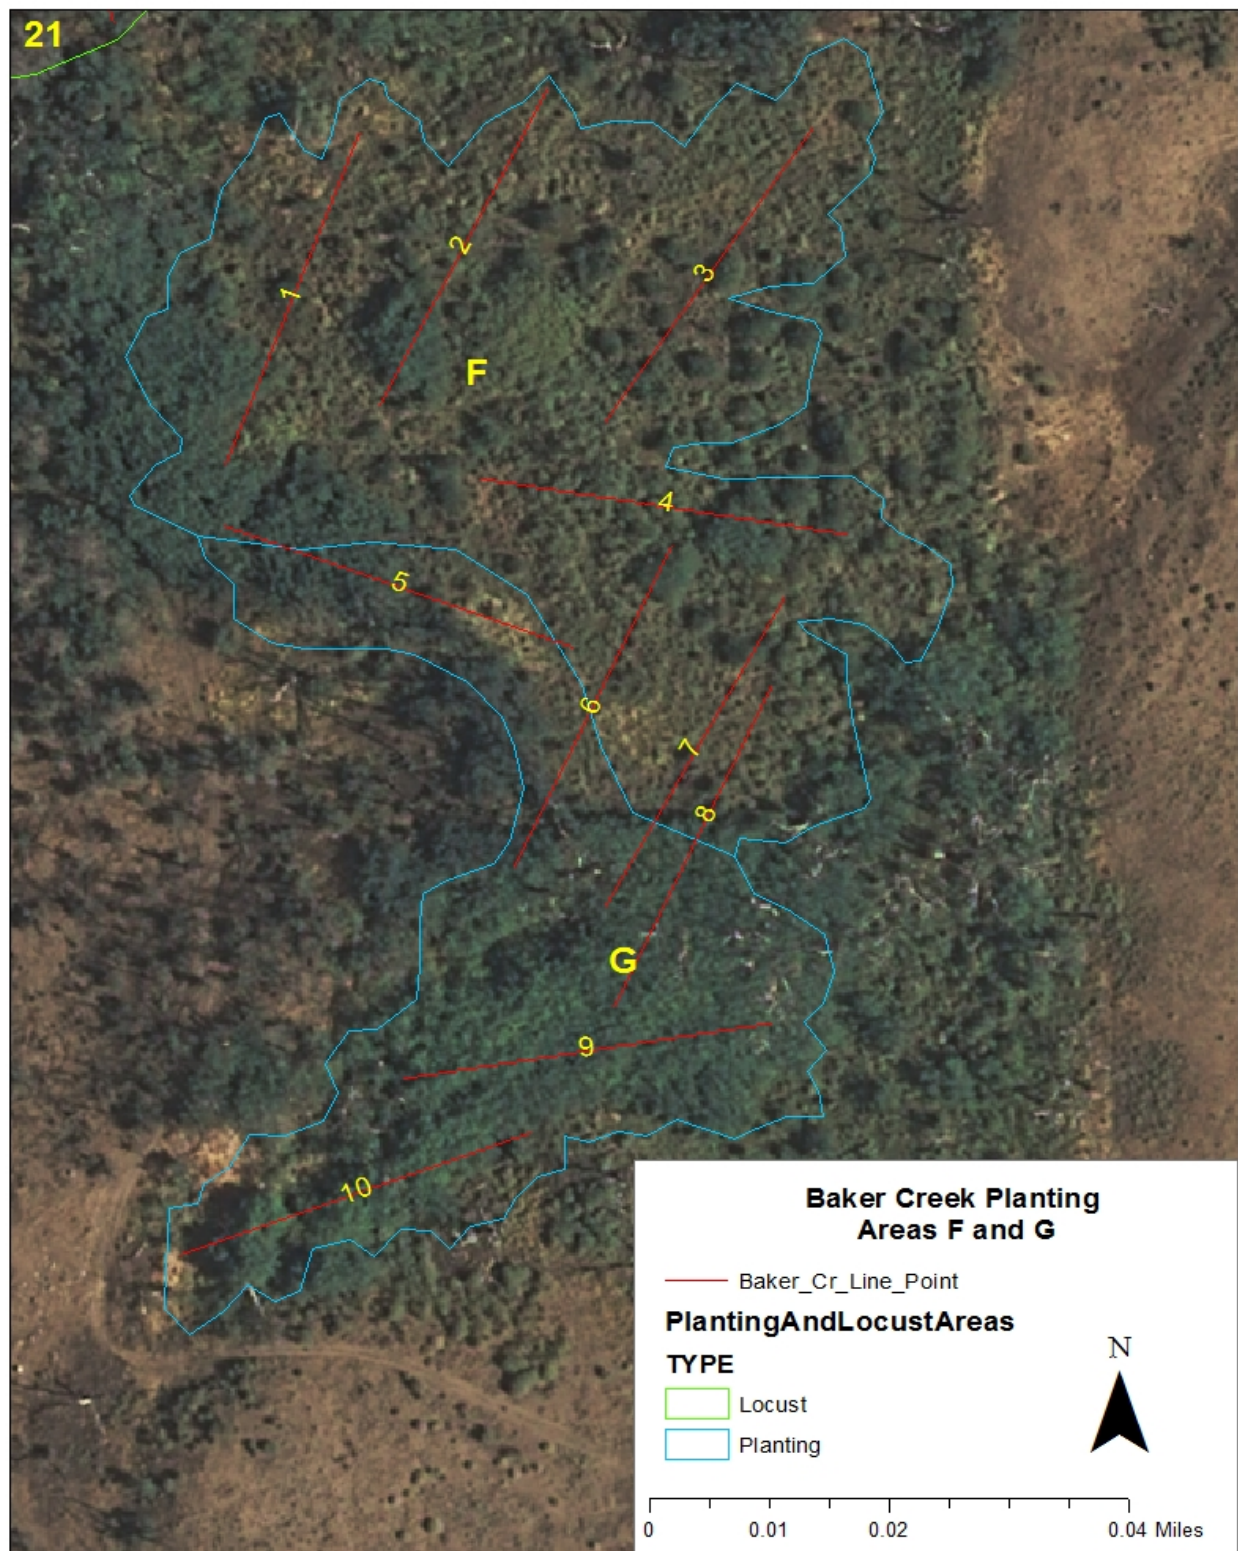 21
1
2
3
F
4
5
6
7
8
G
9
10
Baker Creek Planting
Areas F and G
Baker_Cr_Line_Point
PlantingAndLocustAreas
TYPE
N
Locust
Planting
0 0.01 0.02 0.04 Miles